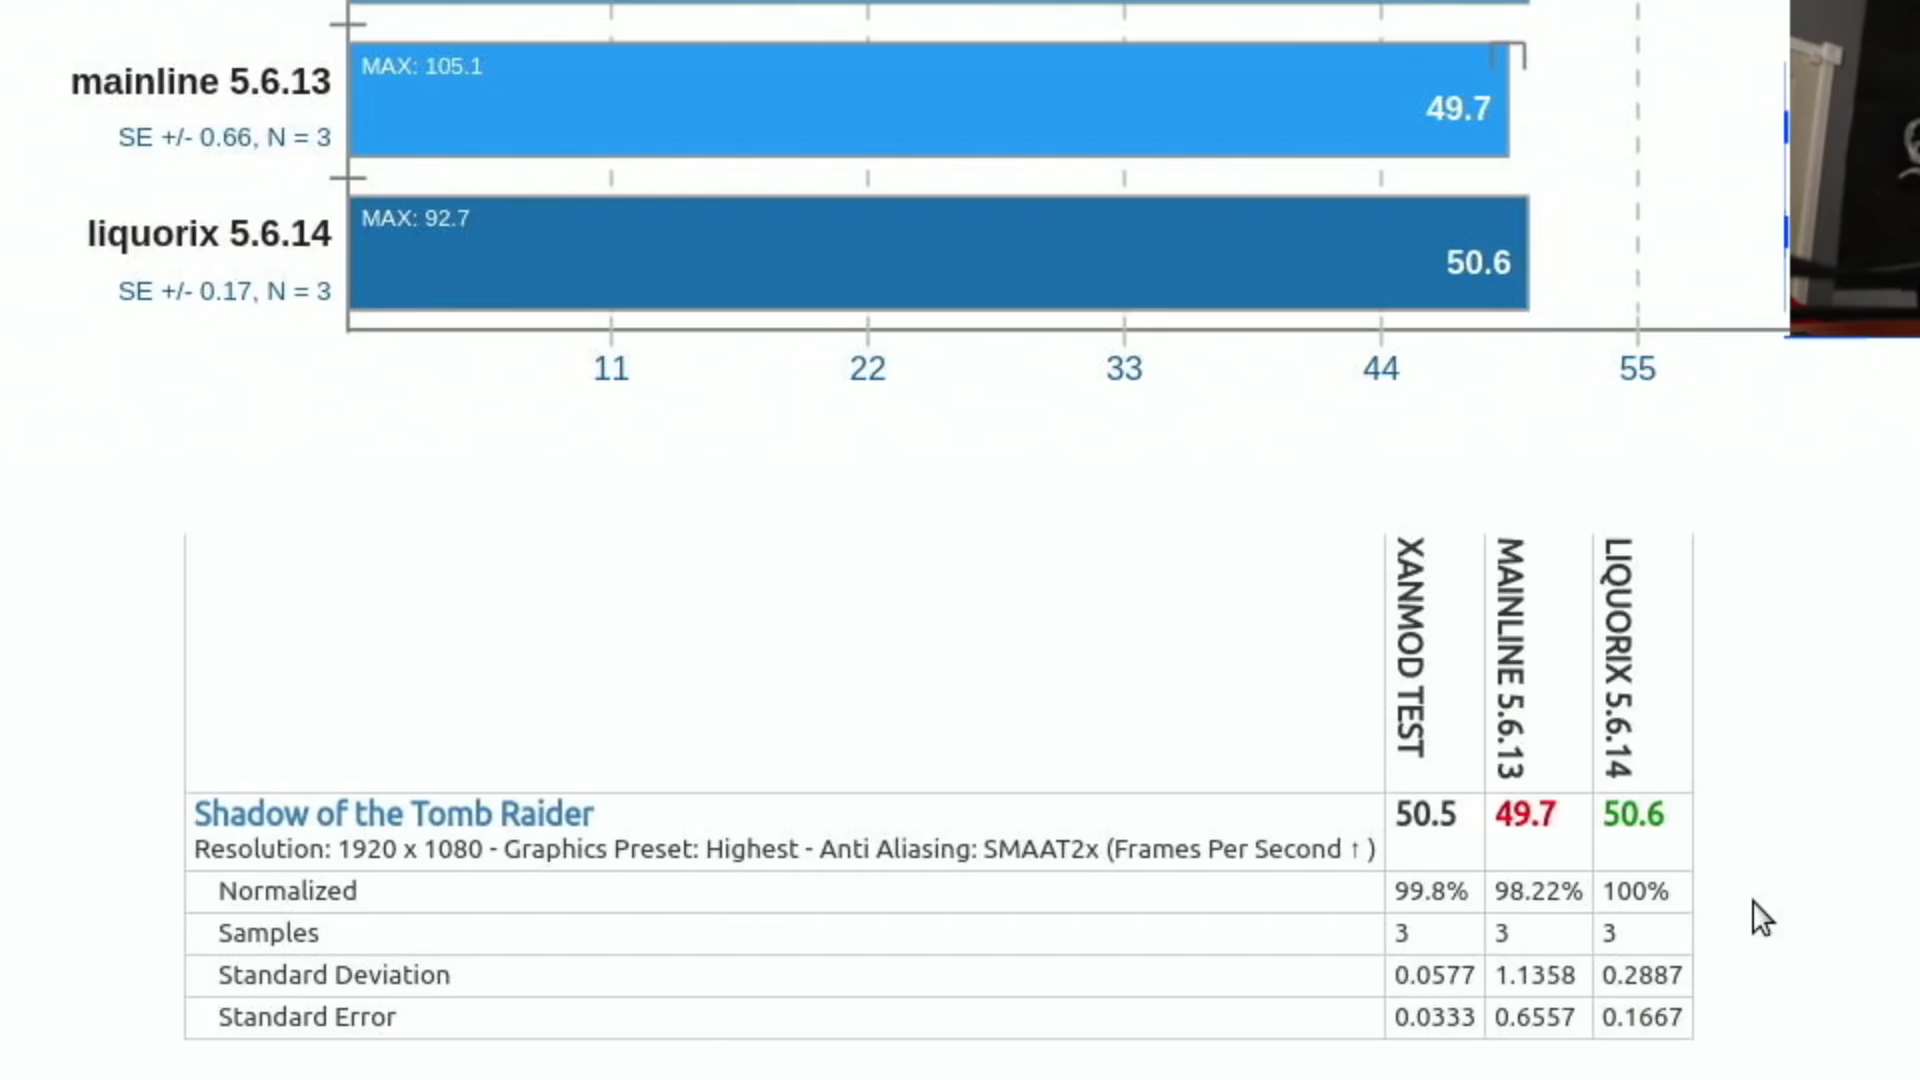 mainline 5.6.13
SE +/- 0.66, N = 3
MAX: 105.1
49.7
liquorix 5.6.14
SE +/- 0.17, N = 3
MAX: 92.7
50.6
11 22 33 44 55
XANMOD TEST
MAINLINE 5.6.13
LIQUORIX 5.6.14
Shadow of the Tomb Raider 50.5 49.7 50.6
Resolution: 1920 x 1080 - Graphics Preset: Highest - Anti Aliasing: SMAAT2x (Frames Per Second ↑ )
Normalized 99.8% 98.22% 100%
Samples 3 3 3
Standard Deviation 0.0577 1.1358 0.2887
Standard Error 0.0333 0.6557 0.1667